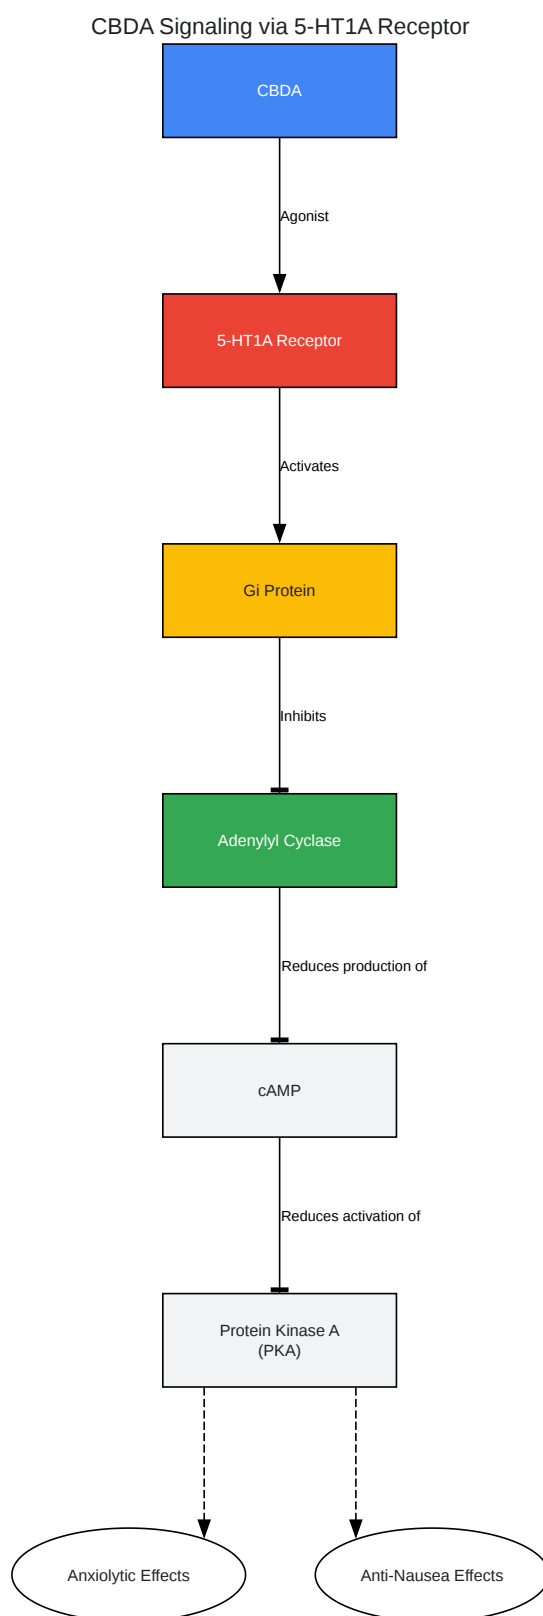 CBDA Signaling via 5-HT1A Receptor
CBDA
Agonist
5-HT1A Receptor
Activates
Gi Protein
Inhibits
Adenylyl Cyclase
Reduces production of
cAMP
Reduces activation of
Protein Kinase A
(PKA)
Anxiolytic Effects
Anti-Nausea Effects